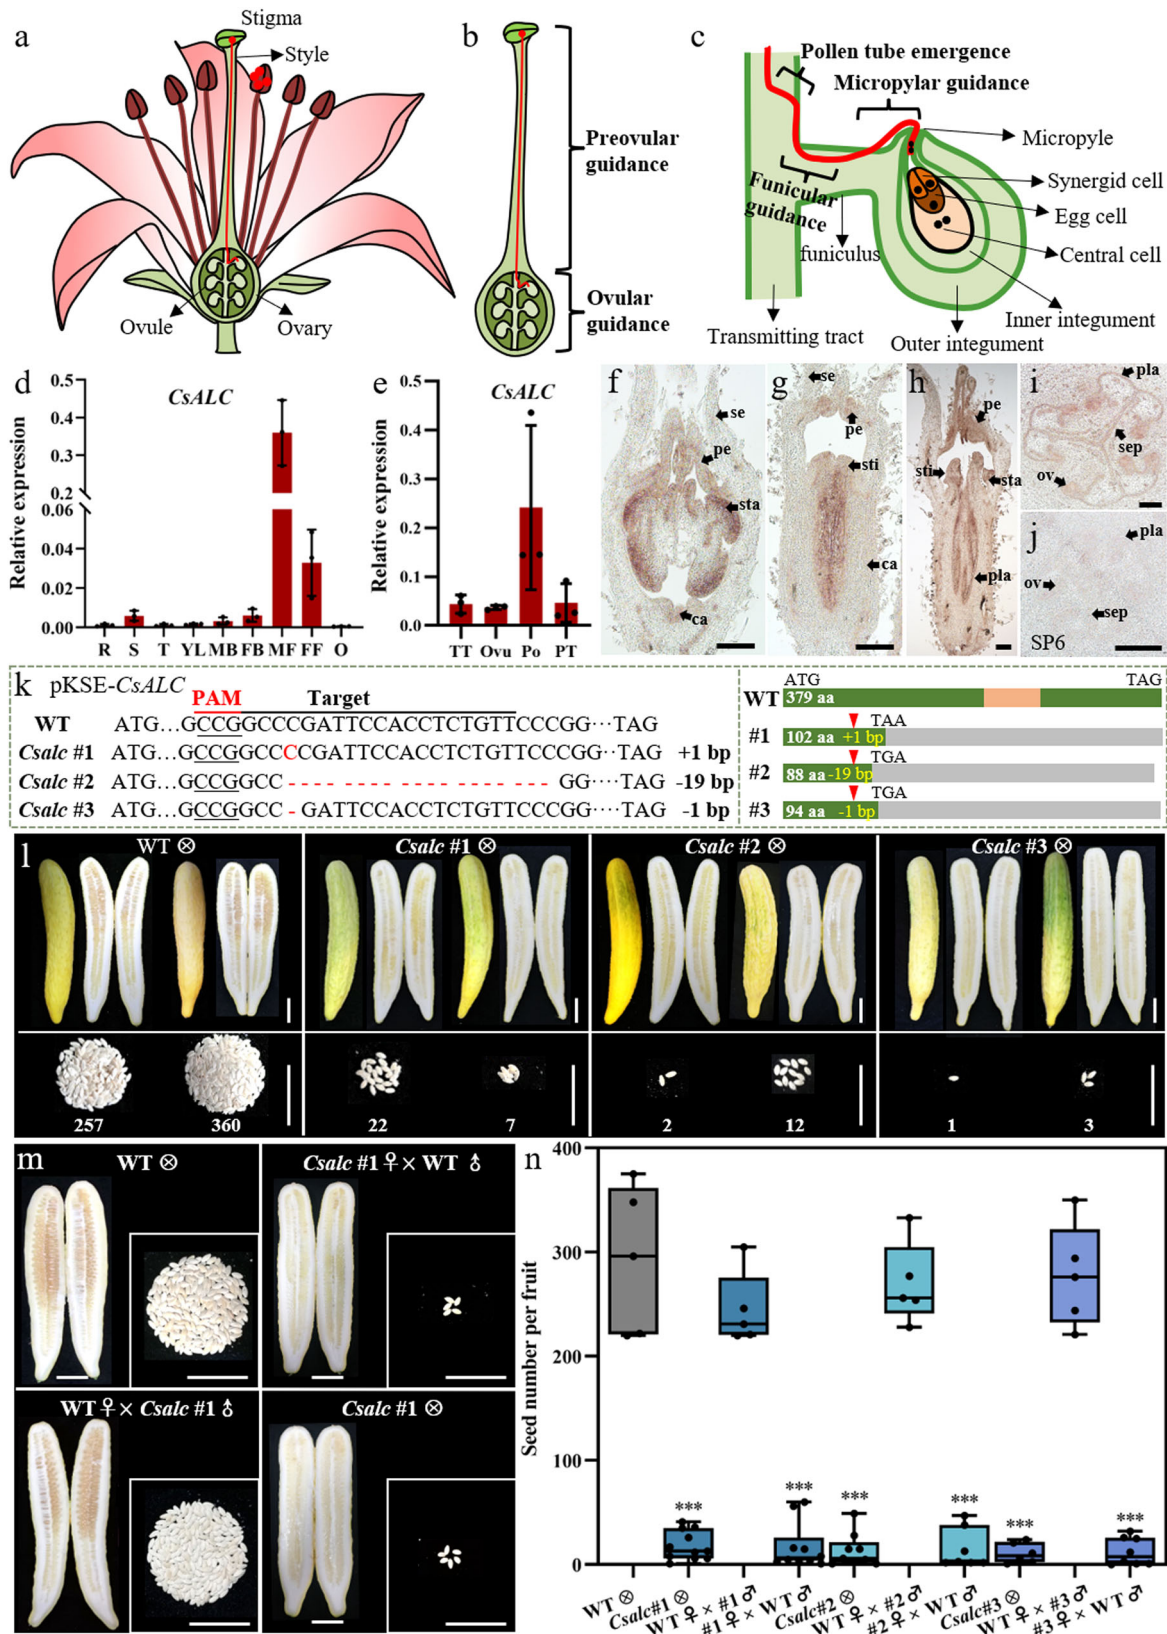 a
Stigma
Style
Ovule
Ovary
b
Preovular
guidance
Ovular
guidance
c
Pollen tube emergence
Micropylar guidance
Micropyle
Synergid cell
Egg cell
Central cell
Funicular
guidance
funiculus
Inner integument
Transmitting tract
Outer integument
d
CsALC
Relative expression
0.5
0.4
0.3
0.2
0.06
0.04
0.02
0.00
R S T YL MB FB MF FF O
e
CsALC
Relative expression
0.5
0.4
0.3
0.2
0.1
0.0
TT Ovu Po PT
f
se
pe
sta
ca
g
se
pe
sti
ca
h
pe
sti
sta
pla
i
pla
sep
ov
j
pla
ov
sep
SP6
k pKSE-CsALC
PAM Target
WT ATG…GCCGGCCCGATTCCACCTCTGTTCCCGG···TAG
Csalc #1 ATG…GCCGGCCCCGATTCCACCTCTGTTCCCGG···TAG +1 bp
Csalc #2 ATG…GCCGGCC - - - - - - - - - - - - - - - - - - - GG····TAG -19 bp
Csalc #3 ATG…GCCGGCC - GATTCCACCTCTGTTCCCGG····TAG -1 bp
ATG TAG
WT 379 aa
TAA
#1 102 aa +1 bp
TGA
#2 88 aa -19 bp
TGA
#3 94 aa -1 bp
l
WT ⊗
Csalc #1 ⊗
Csalc #2 ⊗
Csalc #3 ⊗
257 360 22 7 2 12 1 3
m
WT ⊗
Csalc #1 ♀ × WT ♂
WT ♀ × Csalc #1 ♂
Csalc #1 ⊗
n
Seed number per fruit
400
300
200
100
0
***
***
***
***
***
***
WT ⊗
Csalc#1 ⊗
WT ♀ × #1 ♂
#1 ♀ × WT ♂
Csalc#2 ⊗
WT ♀ × #2 ♂
#2 ♀ × WT ♂
Csalc#3 ⊗
WT ♀ × #3 ♂
#3 ♀ × WT ♂